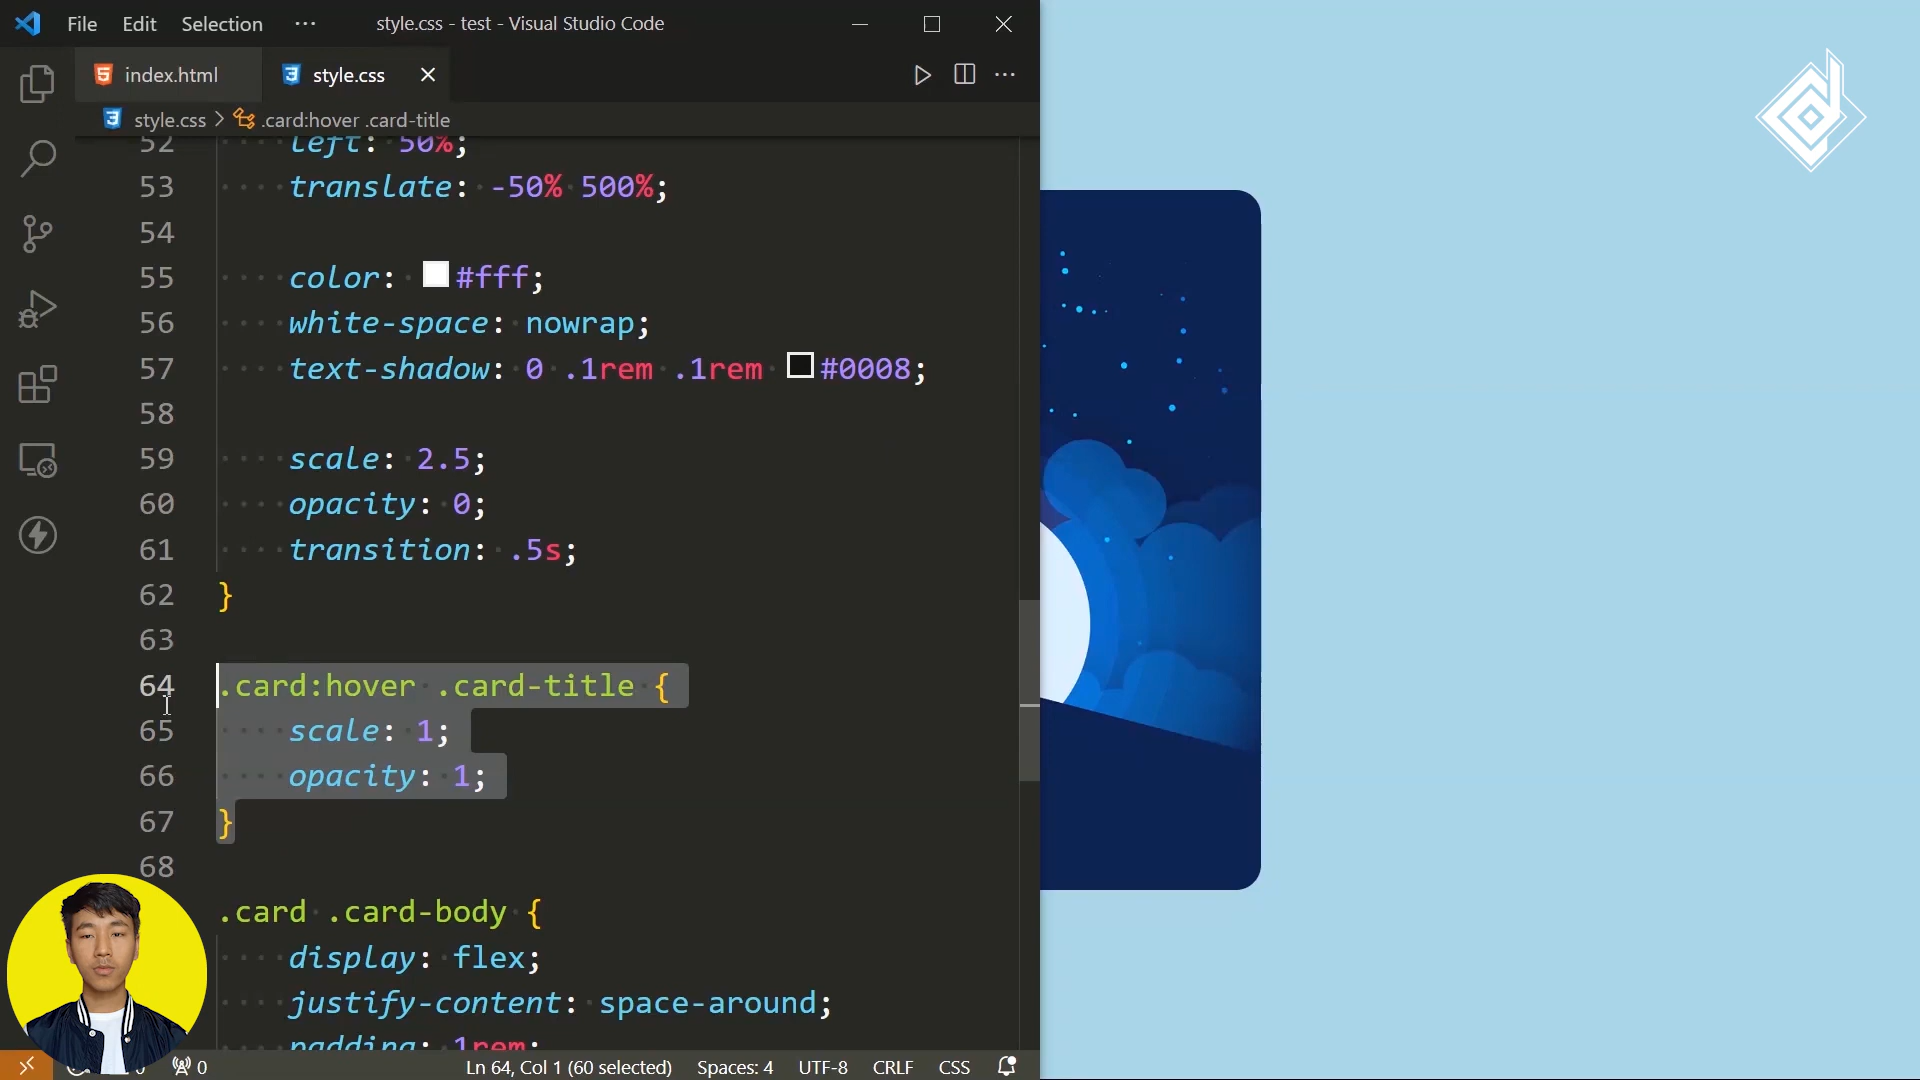 File Edit Selection ··· style.css - test - Visual Studio Code
index.html style.css
style.css > .card:hover .card-title
52 left: 50%;
53 translate: -50% 500%;
54
55 color: #fff;
56 white-space: nowrap;
57 text-shadow: 0 .1rem .1rem #0008;
58
59 scale: 2.5;
60 opacity: 0;
61 transition: .5s;
62 }
63
64 .card:hover .card-title {
65 scale: 1;
66 opacity: 1;
67 }
68
.card .card-body {
display: flex;
justify-content: space-around;
padding: 1rem;
0 Ln 64, Col 1 (60 selected) Spaces: 4 UTF-8 CRLF CSS